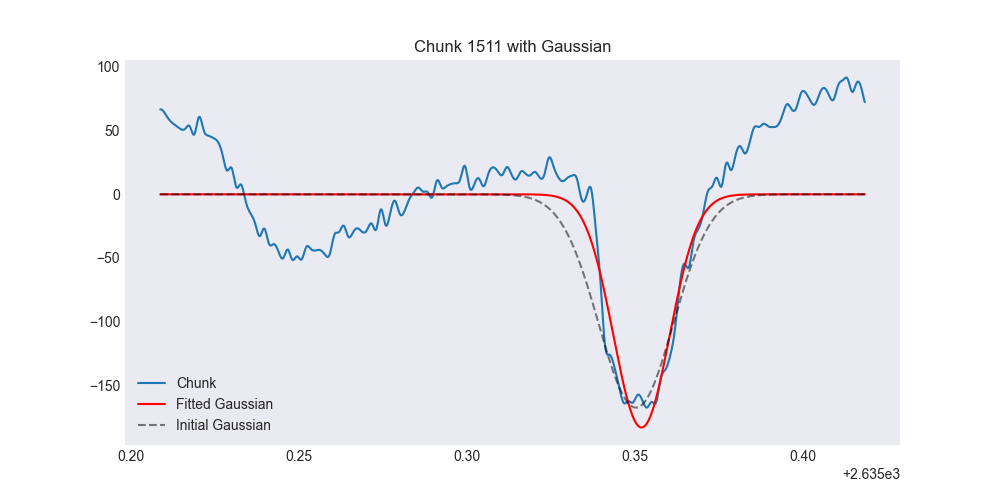 Chunk 1511 with Gaussian
100
50
0
−50
−100
−150
Chunk
Fitted Gaussian
Initial Gaussian
0.20 0.25 0.30 0.35 0.40
+2.635e3